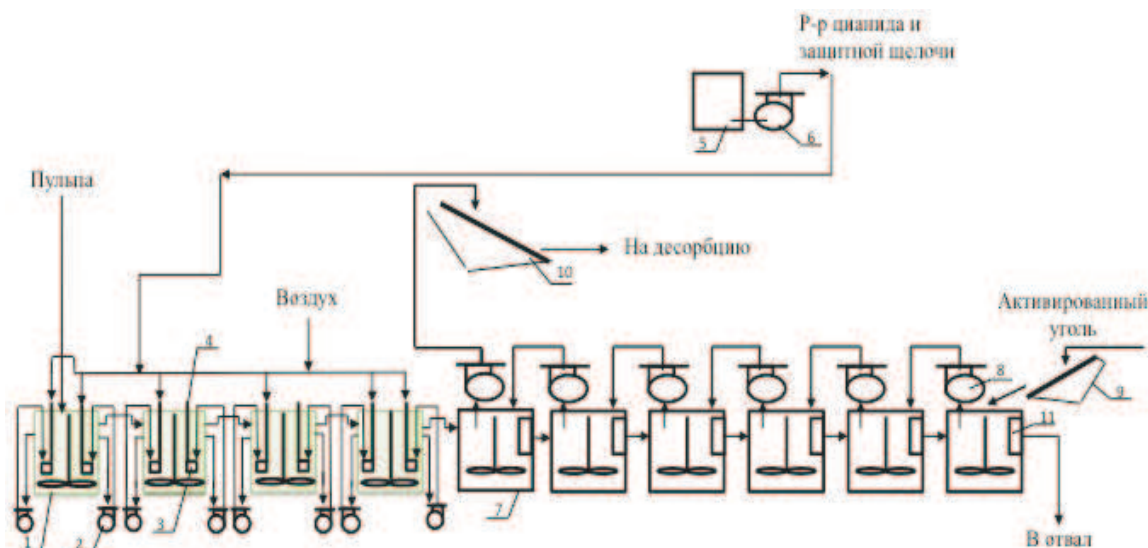 Р-р цианида и
защитной щелочи
5
6
Пульпа
На десорбцию
10
Воздух
Активированный
уголь
4
8
9
11
7
1
2
3
В отвал